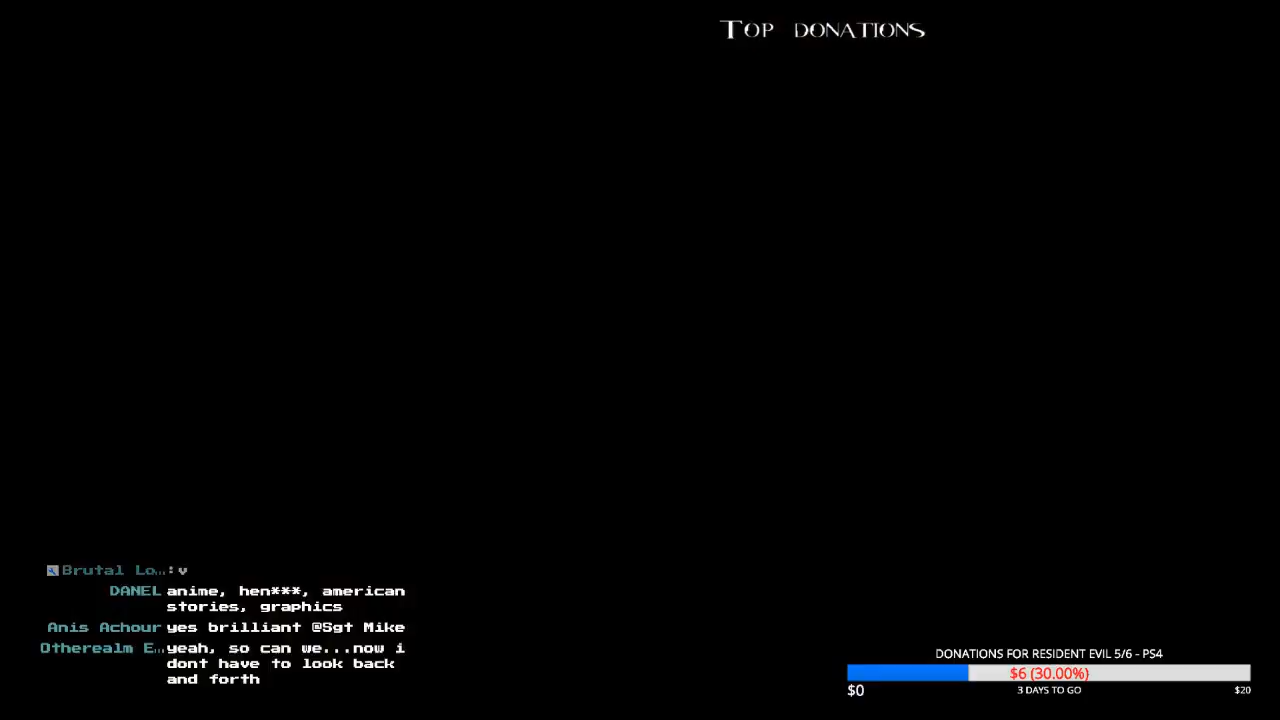 Top donations
Brutal Lo… :v
DANEL anime, hen***, american
stories, graphics
Anis Achour yes brilliant @Sgt Mike
Otherealm E… yeah, so can we...now i
dont have to look back
and forth
DONATIONS FOR RESIDENT EVIL 5/6 - PS4
$6 (30.00%)
$0 3 DAYS TO GO $20